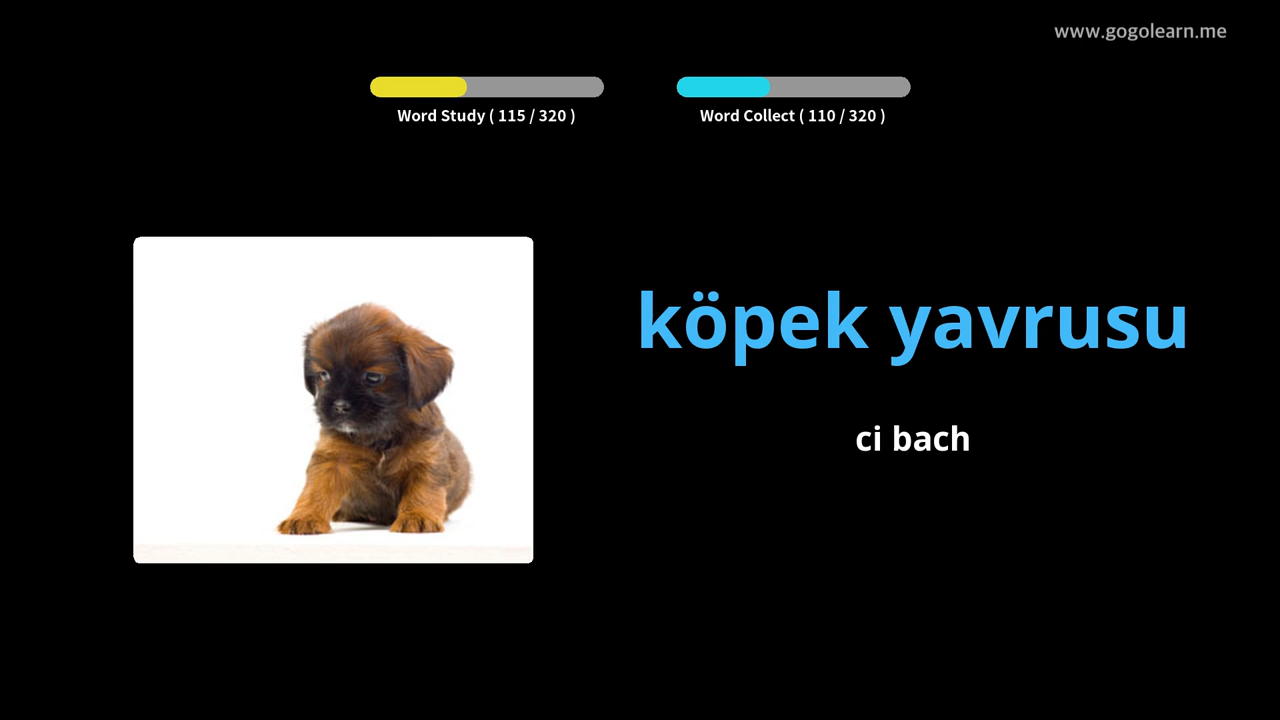 www.gogolearn.me
Word Study ( 115 / 320 )
Word Collect ( 110 / 320 )
köpek yavrusu
ci bach